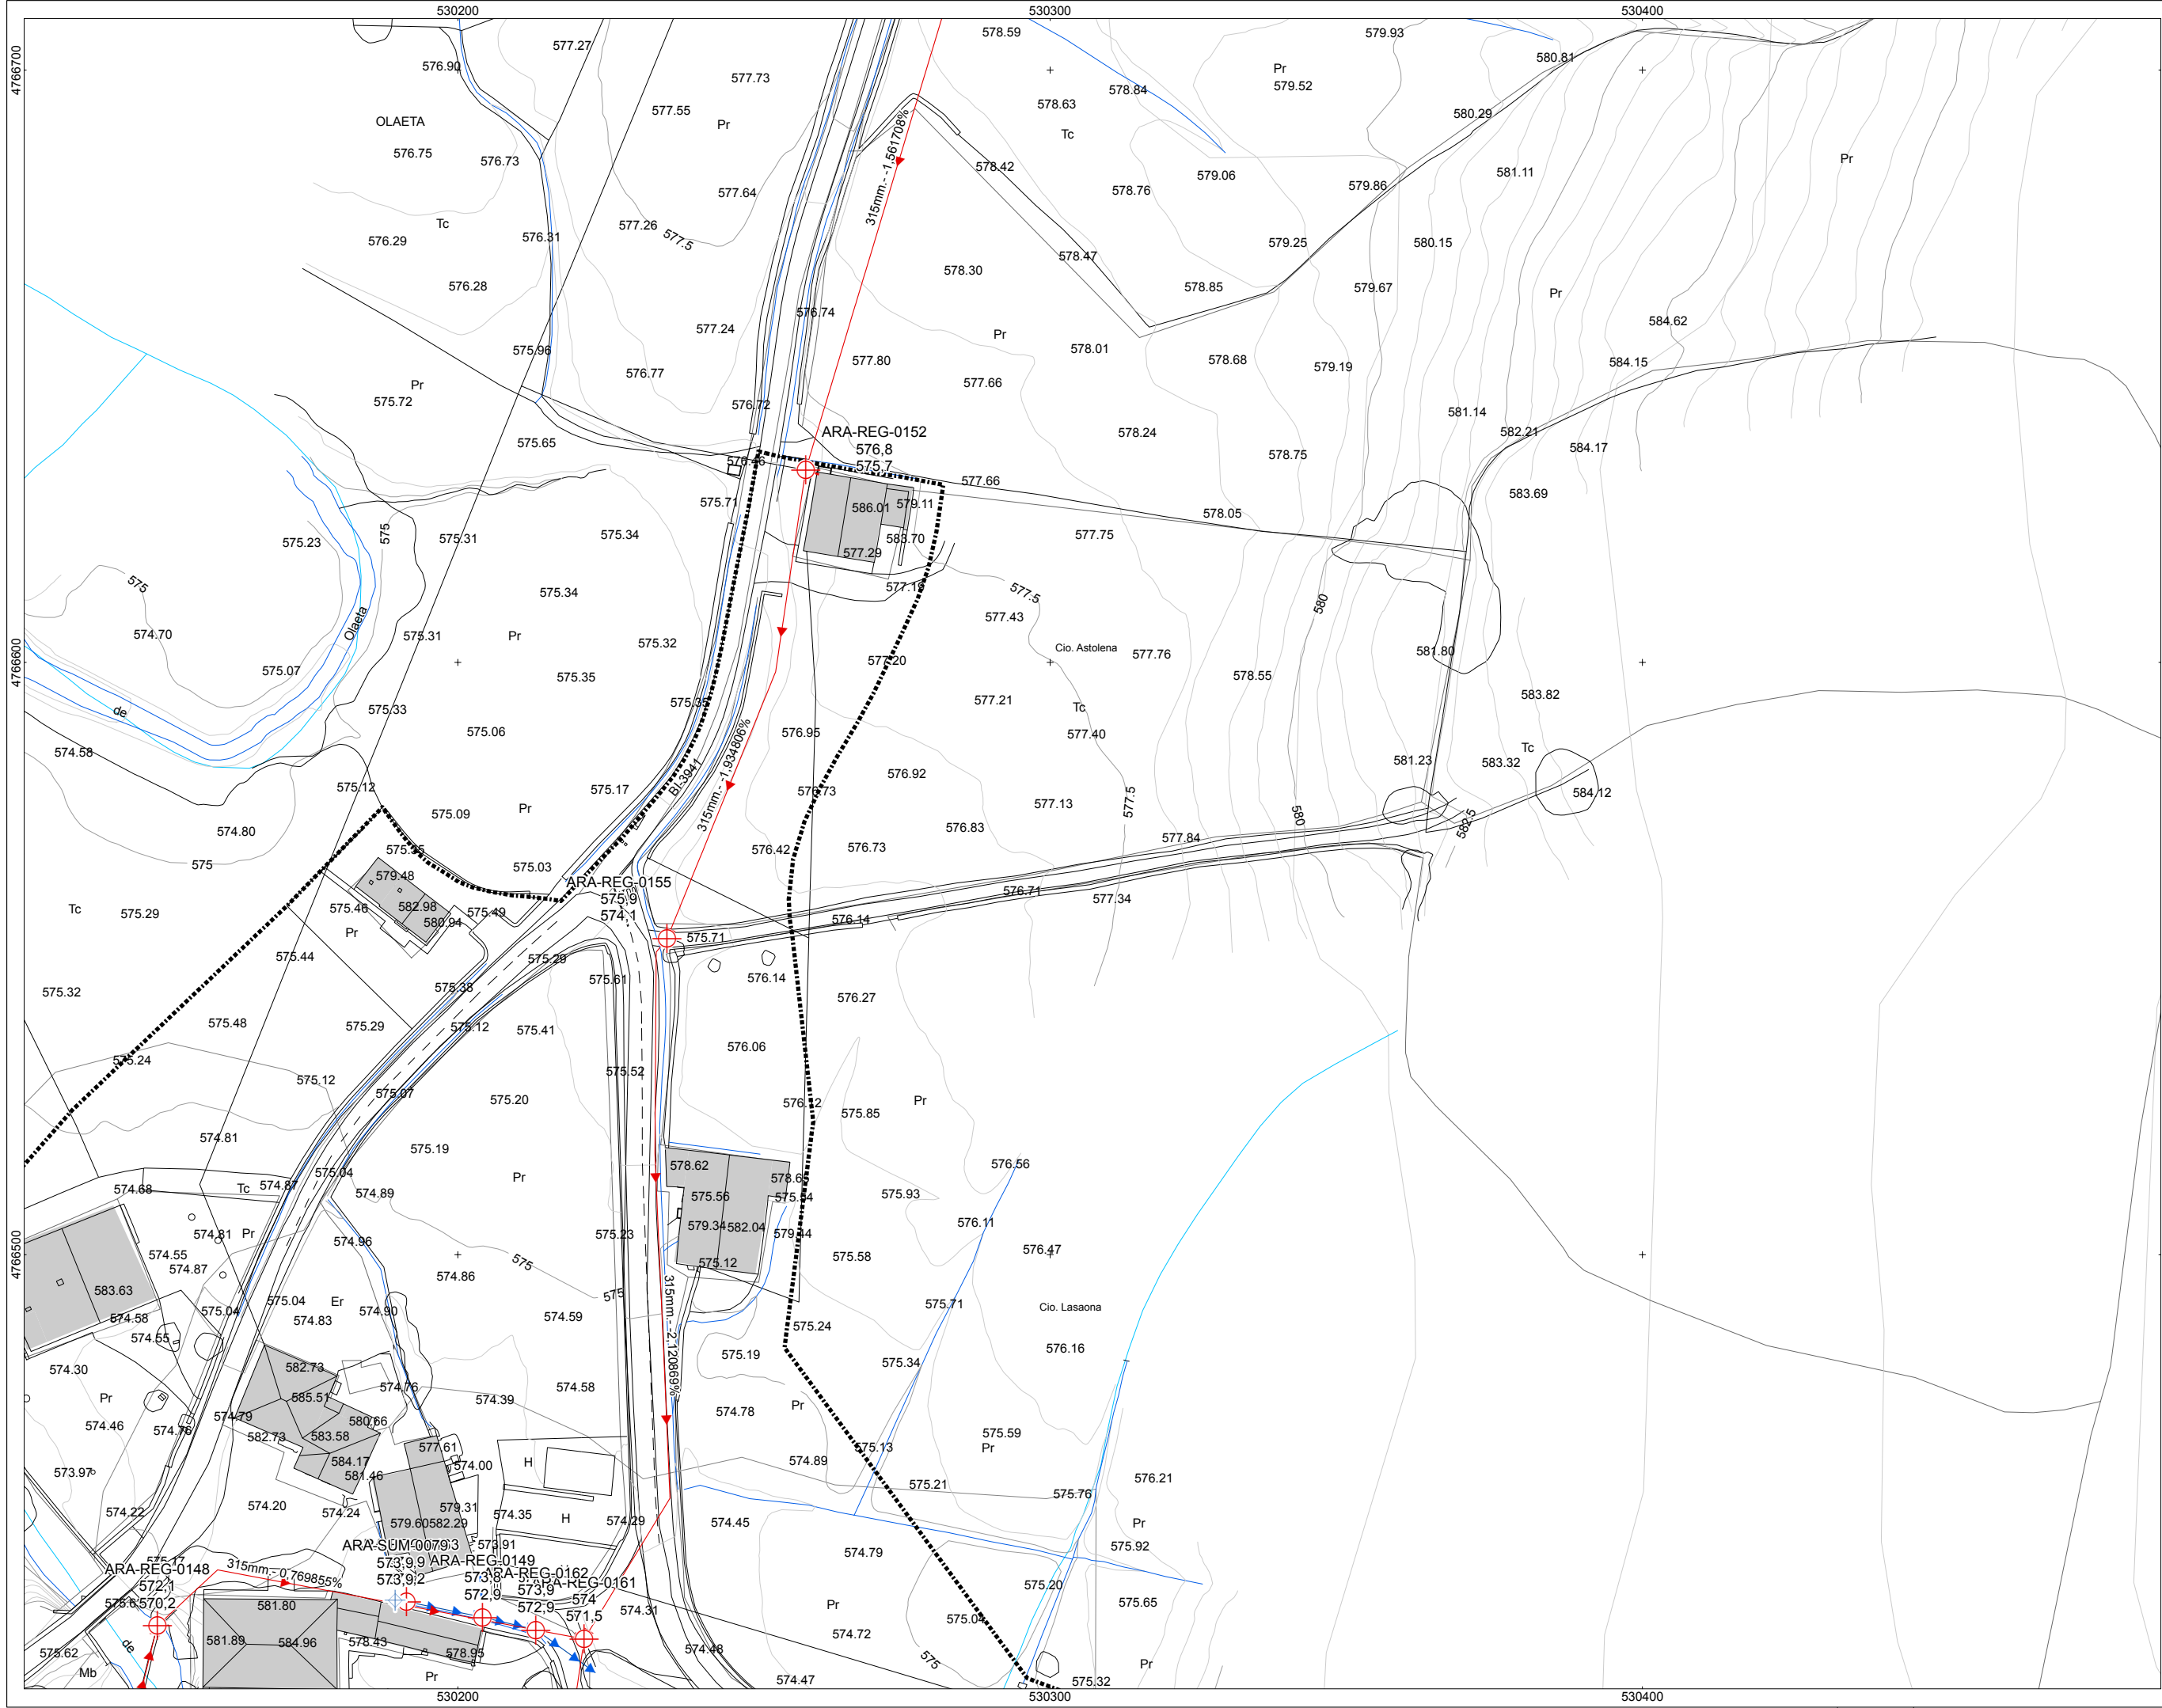 530200 530300 530400
4766700
578.59 579.93
577.27 576.90 580.81
577.73 578.84 Pr 579.52
577.55 Pr 578.63 580.29
OLAETA Tc
576.75 576.73 578.42 Pr
315mm.- -1,561708%
577.64 578.76 579.06 579.86 581.11
Tc 577.26 577.5
576.29 576.31 579.25 580.15
578.47 578.30
576.28 578.85 579.67 Pr
576.74 577.24 584.62
575.96 Pr 578.01
577.80 578.68 579.19 584.15
576.77 577.66
Pr 575.72 576.72 581.14
ARA-REG-0152
576,8
575,7
578.24 582.21 584.17
575.65 578.75
576.46 577.66 583.69
575.71 586.01 579.11 578.05
575.23 575 575.31 575.34 583.70 577.75
577.29
575 575.34 577.19 577.5 580
577.43
Olaeta 574.70 575.31 Pr 575.32 Cio. Astolena 581.80
4766600
577.20 577.76
575.07 575.35 578.55
583.82
de 575.33 575.35 577.21 Tc
575.06 576.95 577.40
574.58 Tc 581.23 583.32
BI-3941
315mm.- -1,934806%
576.92
575.12 575.17 576.73 577.13 577.5 580 582.5 584.12
575.09 Pr
574.80 576.83 577.84
575 575.35 575.03 576.42 576.73
579.48
ARA-REG-0155
575,9
574,1
576.71 577.34
Tc 575.29 575.46 582.98 575.49 576.14
580.94
Pr 575.71
575.44 575.29
575.32 575.38 575.61 576.14
576.27
575.48 575.29 575.12 575.41
576.06
575.24 575.52
575.12
575.07 575.20 576.12 575.85 Pr
574.81 575.19
578.62 576.56
575.04 Pr 578.65
574.68 Tc 574.87 574.89 575.56 575.54 575.93
579.34 582.04 576.11
574.81 Pr 574.96 575.23 579.44
574.55 575.58 576.47
4766500
574.87 575 575.12
574.86
583.63 575.04 Er 575 575.71 Cio. Lasaona
574.58 575.04 574.90 574.59
574.83 575.24
574.55 315mm.- -2,120869%
575.19 575.34 576.16
574.30 582.73
574.76 574.58
Pr 585.51 574.39
574.46 574.79 580.66 574.78 Pr
574.76 582.73 583.58
577.61 575.13 575.59
Pr
584.17 574.00 H 574.89
573.97 581.46 575.21 576.21
575.76
574.22 574.20 574.24 579.31 574.35
579.60 582.29 H 574.29 574.45 Pr
ARA-SUM-0079 573.91 575.92
574.79
ARA-REG-0148
572,1
570,2
315mm.- -0,769855%
ARA-REG-0149
572,9
ARA-REG-0162
573,9
572,9
ARA-REG-0161
574
571,5
575.20
581.80 574.31 Pr 575.65
575.04
581.89 584.96 578.43 574.72
575.62 de 578.95 574.48
Mb Pr 575 Pr
574.47 575.32
530200 530300 530400